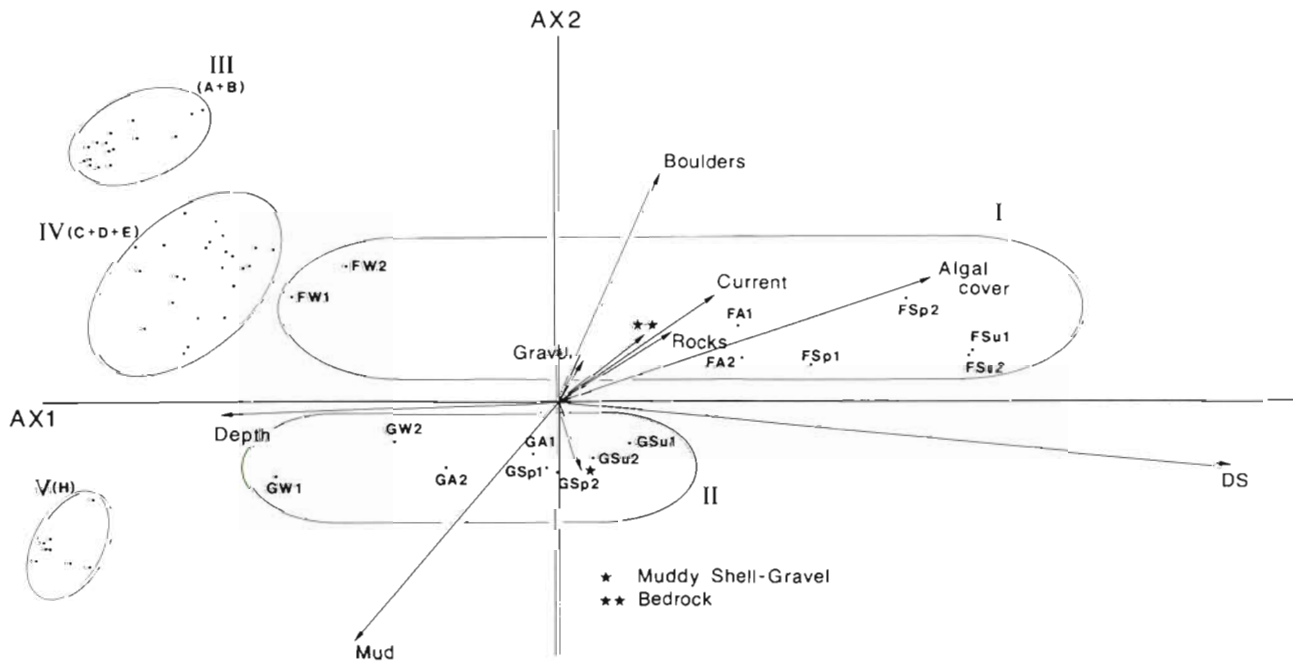 AX2
III
(A+B)
Boulders
I
IV (C+D+E)
FW2
Algal
cover
Current
FW1
FSp2
FA1
★★
Rocks
FSu1
FA2
FSp1
FSu2
AX1
Depth
GW2
GA1
GSu1
GSu2
GSp1
★
GA2
GSp2
GW1
DS
V(H)
II
★ Muddy Shell-Gravel
★★ Bedrock
Mud